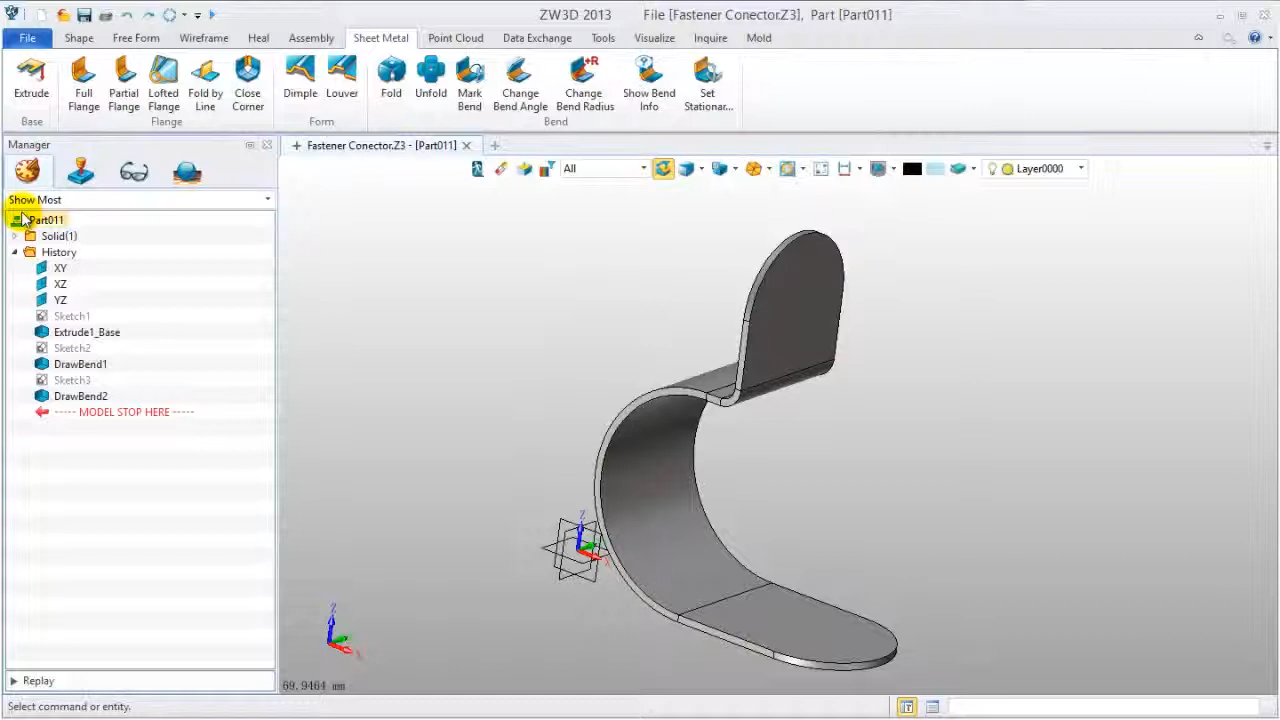 ZW3D 2013 File [Fastener Conector.Z3], Part [Part011]
File Shape Free Form Wireframe Heal Assembly Sheet Metal Point Cloud Data Exchange Tools Visualize Inquire Mold
Extrude Full Flange Partial Flange Lofted Flange Fold by Line Close Corner Dimple Louver Fold Unfold Mark Bend Change Bend Angle Change Bend Radius Show Bend Info Set Stationar...
Base Flange Form Bend
Manager
Fastener Conector.Z3 - [Part011]
All
Layer0000
Show Most
Part011
Solid(1)
History
XY
XZ
YZ
Sketch1
Extrude1_Base
Sketch2
DrawBend1
Sketch3
DrawBend2
----- MODEL STOP HERE -----
Z
X
Z
X
Replay
69.9464 mm
Select command or entity.